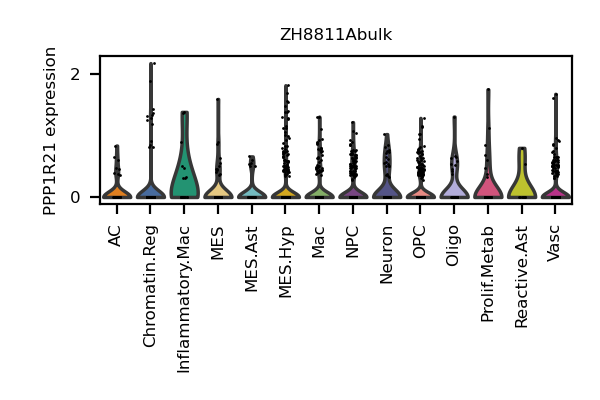 ZH8811Abulk
PPP1R21 expression
2
0
AC
Chromatin.Reg
Inflammatory.Mac
MES
MES.Ast
MES.Hyp
Mac
NPC
Neuron
OPC
Oligo
Prolif.Metab
Reactive.Ast
Vasc